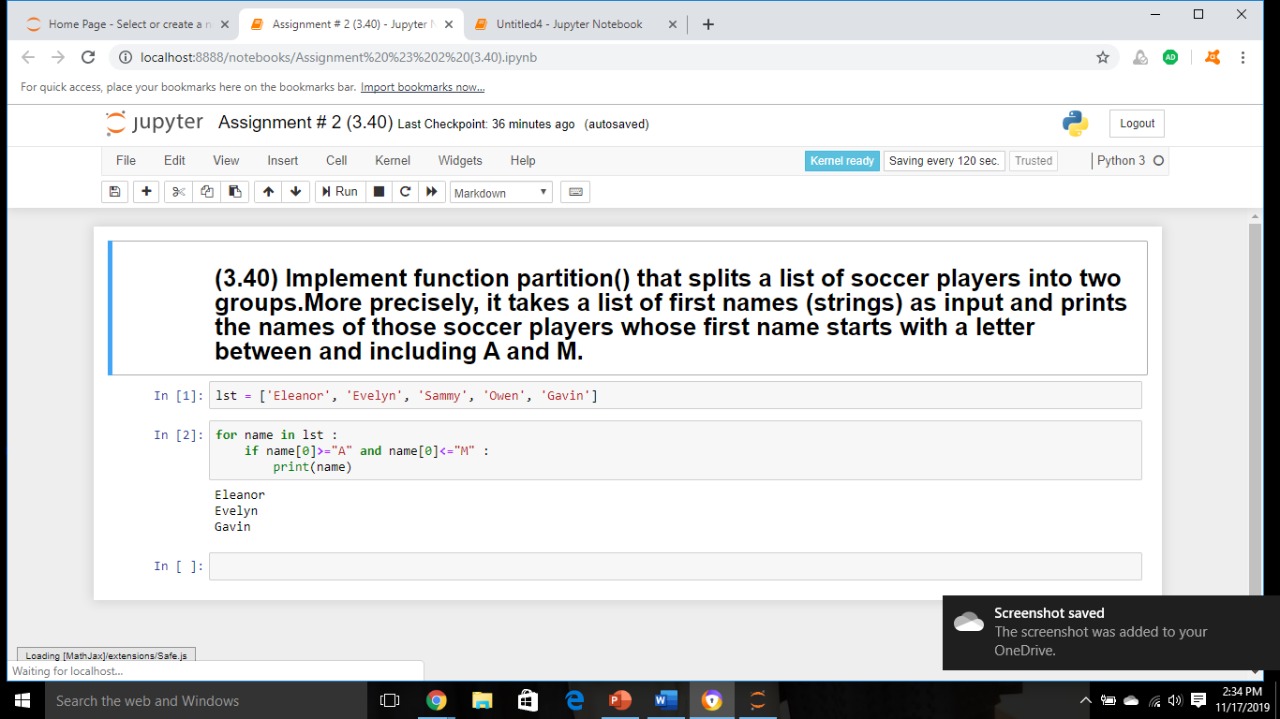 Home Page - Select or create a n
Assignment # 2 (3.40) - Jupyter N
Untitled4 - Jupyter Notebook
localhost:8888/notebooks/Assignment%20%23%202%20(3.40).ipynb
AD
For quick access, place your bookmarks here on the bookmarks bar. Import bookmarks now...
jupyter Assignment # 2 (3.40) Last Checkpoint: 36 minutes ago (autosaved)
Logout
File Edit View Insert Cell Kernel Widgets Help
Kernel ready Saving every 120 sec. Trusted Python 3
Run Markdown
(3.40) Implement function partition() that splits a list of soccer players into two
groups.More precisely, it takes a list of first names (strings) as input and prints
the names of those soccer players whose first name starts with a letter
between and including A and M.
In [1]: lst = ['Eleanor', 'Evelyn', 'Sammy', 'Owen', 'Gavin']
In [2]: for name in lst :
if name[0]>="A" and name[0]<="M" :
print(name)
Eleanor
Evelyn
Gavin
In [ ]:
Screenshot saved
The screenshot was added to your
OneDrive.
Loading [MathJax]/extensions/Safe.js
Waiting for localhost...
Search the web and Windows
2:34 PM
11/17/2019